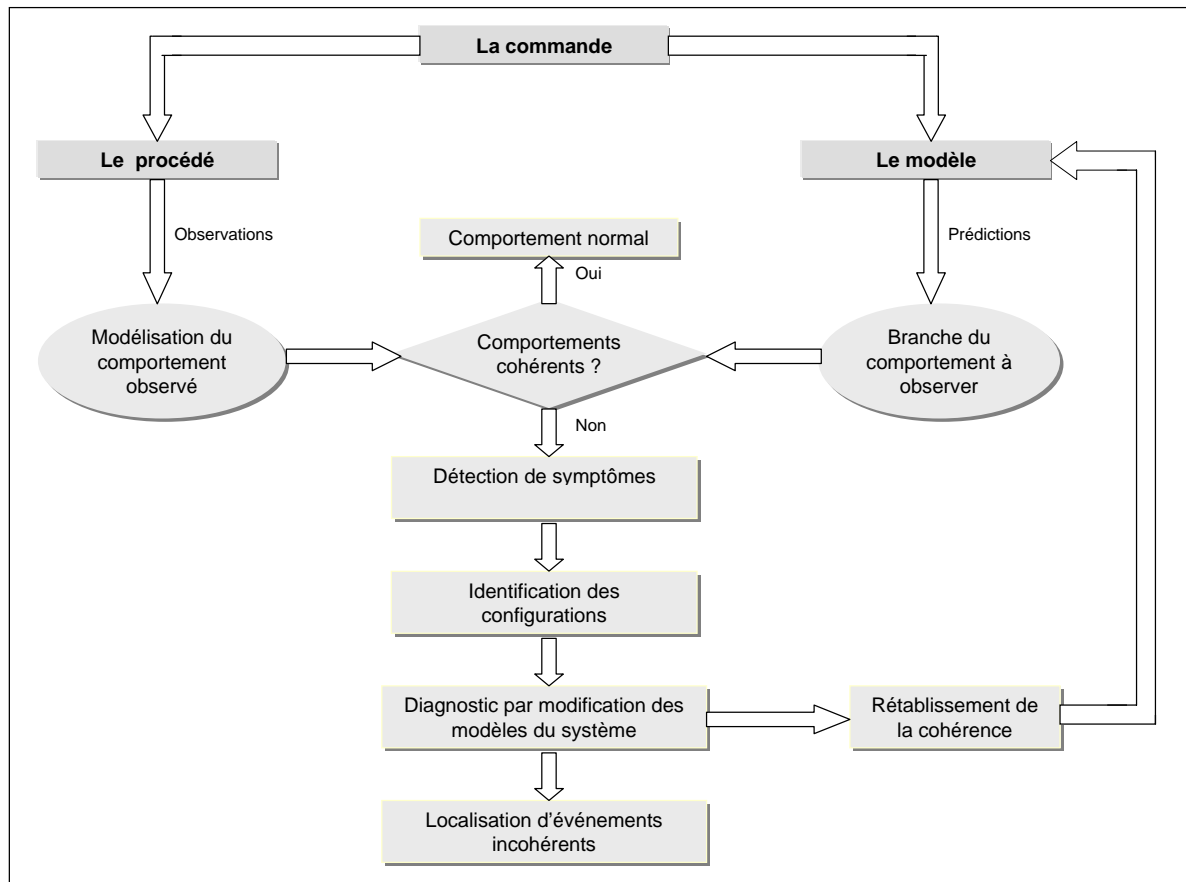 La commande
Le procédé
Le modèle
Observations
Comportement normal
Prédictions
Oui
Modélisation du
comportement
observé
Comportements
cohérents ?
Branche du
comportement à
observer
Non
Détection de symptômes
Identification des
configurations
Diagnostic par modification des
modèles du système
Rétablissement de
la cohérence
Localisation d'événements
incohérents